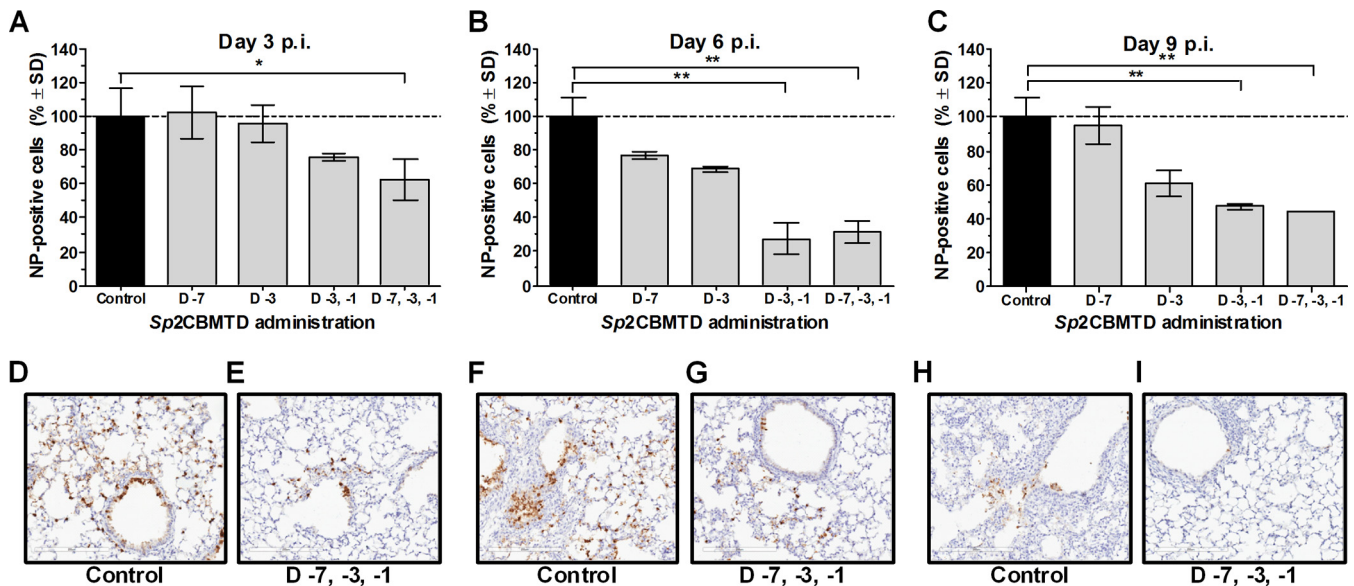 A
Day 3 p.i.
NP-positive cells (% ± SD)
140
120
100
80
60
40
20
0
*
Control
D -7
D -3
D -3, -1
D -7, -3, -1
Sp2CBMTD administration
B
Day 6 p.i.
NP-positive cells (% ± SD)
140
120
100
80
60
40
20
0
**
**
Control
D -7
D -3
D -3, -1
D -7, -3, -1
Sp2CBMTD administration
C
Day 9 p.i.
NP-positive cells (% ± SD)
140
120
100
80
60
40
20
0
**
**
Control
D -7
D -3
D -3, -1
D -7, -3, -1
Sp2CBMTD administration
D
Control
E
D -7, -3, -1
F
Control
G
D -7, -3, -1
H
Control
I
D -7, -3, -1